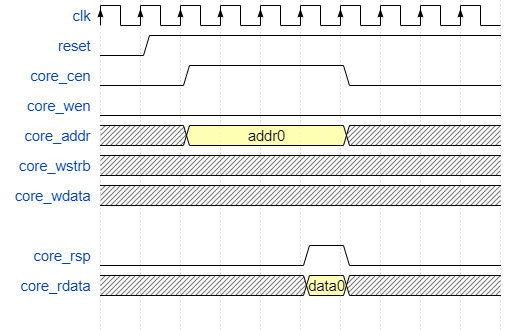 clk
reset
core_cen
core_wen
core_addr addr0
core_wstrb
core_wdata
core_rsp
core_rdata data0